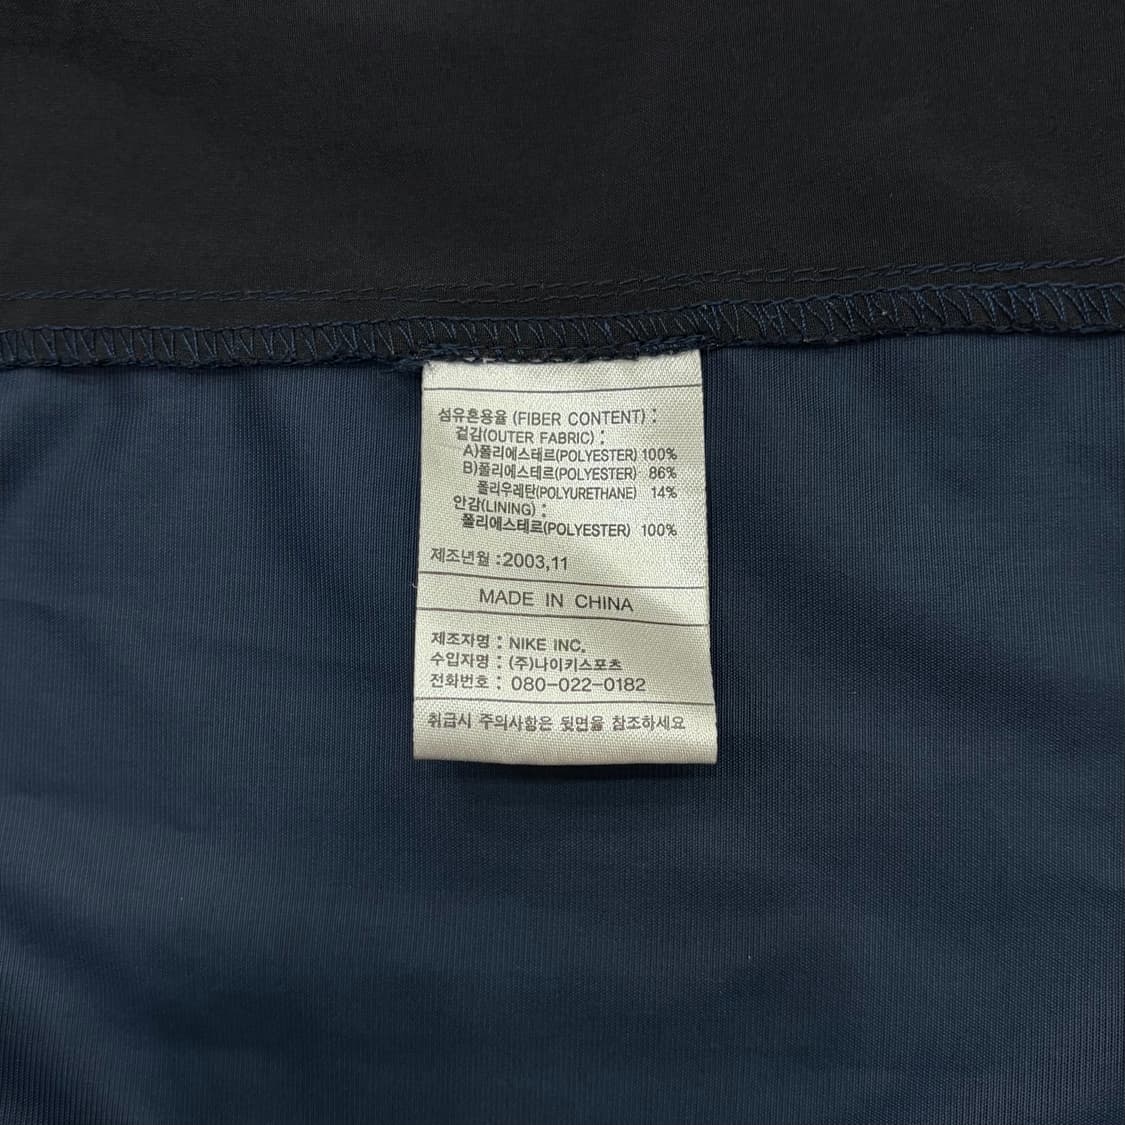 섬유혼용율 (FIBER CONTENT) :
겉감(OUTER FABRIC) :
A)폴리에스테르(POLYESTER) 100%
B)폴리에스테르(POLYESTER) 86%
폴리우레탄(POLYURETHANE) 14%
안감(LINING) :
폴리에스테르(POLYESTER) 100%
제조년월 :2003,11
MADE IN CHINA
제조자명 : NIKE INC.
수입자명 : (주)나이키스포츠
전화번호 : 080-022-0182
취급시 주의사항은 뒷면을 참조하세요